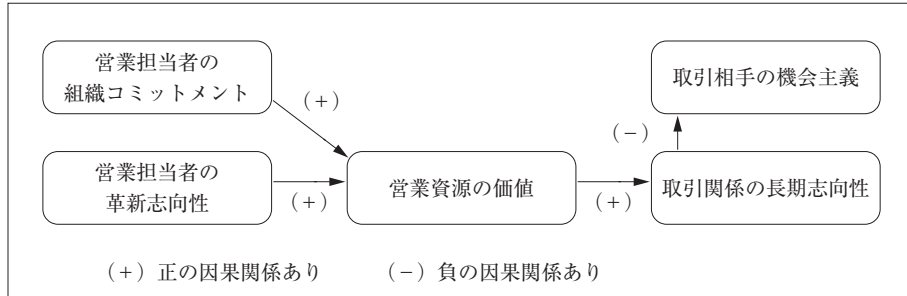 営業担当者の
組織コミットメント
取引相手の機会主義
(+)
(-)
営業担当者の
革新志向性
(+)
営業資源の価値
(+)
取引関係の長期志向性
(+) 正の因果関係あり
(-) 負の因果関係あり